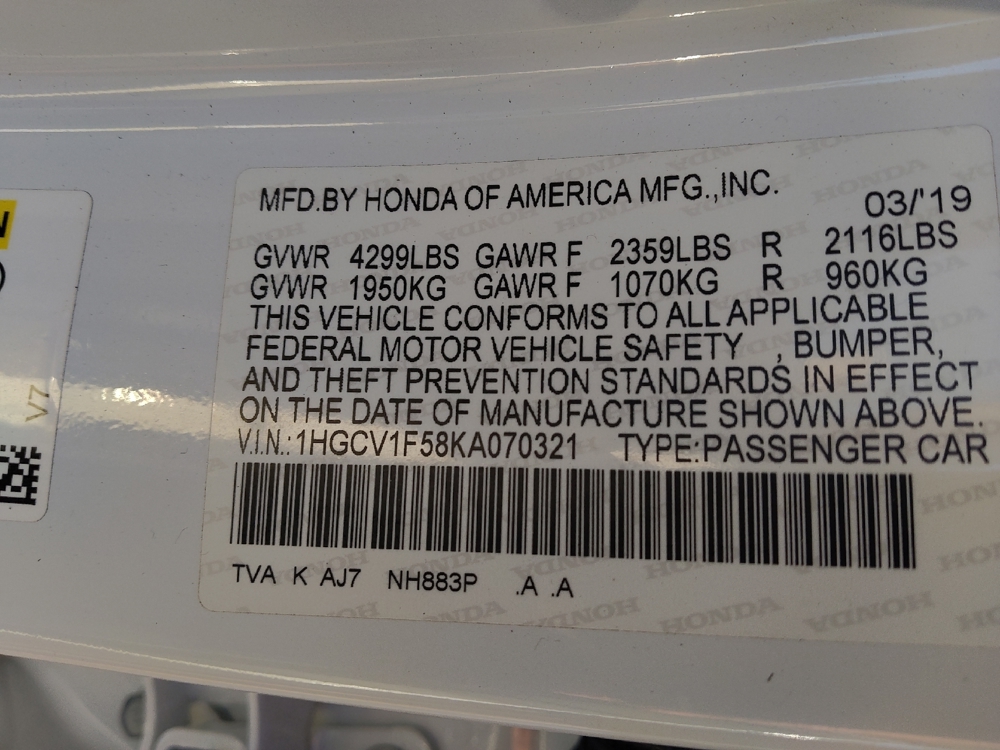 MFD.BY HONDA OF AMERICA MFG.,INC.
03/'19
GVWR 4299LBS GAWR F 2359LBS R 2116LBS
GVWR 1950KG GAWR F 1070KG R 960KG
THIS VEHICLE CONFORMS TO ALL APPLICABLE
FEDERAL MOTOR VEHICLE SAFETY , BUMPER,
AND THEFT PREVENTION STANDARDS IN EFFECT
ON THE DATE OF MANUFACTURE SHOWN ABOVE.
V.I.N.:1HGCV1F58KA070321 TYPE:PASSENGER CAR
TVA K AJ7 NH883P .A .A
V7